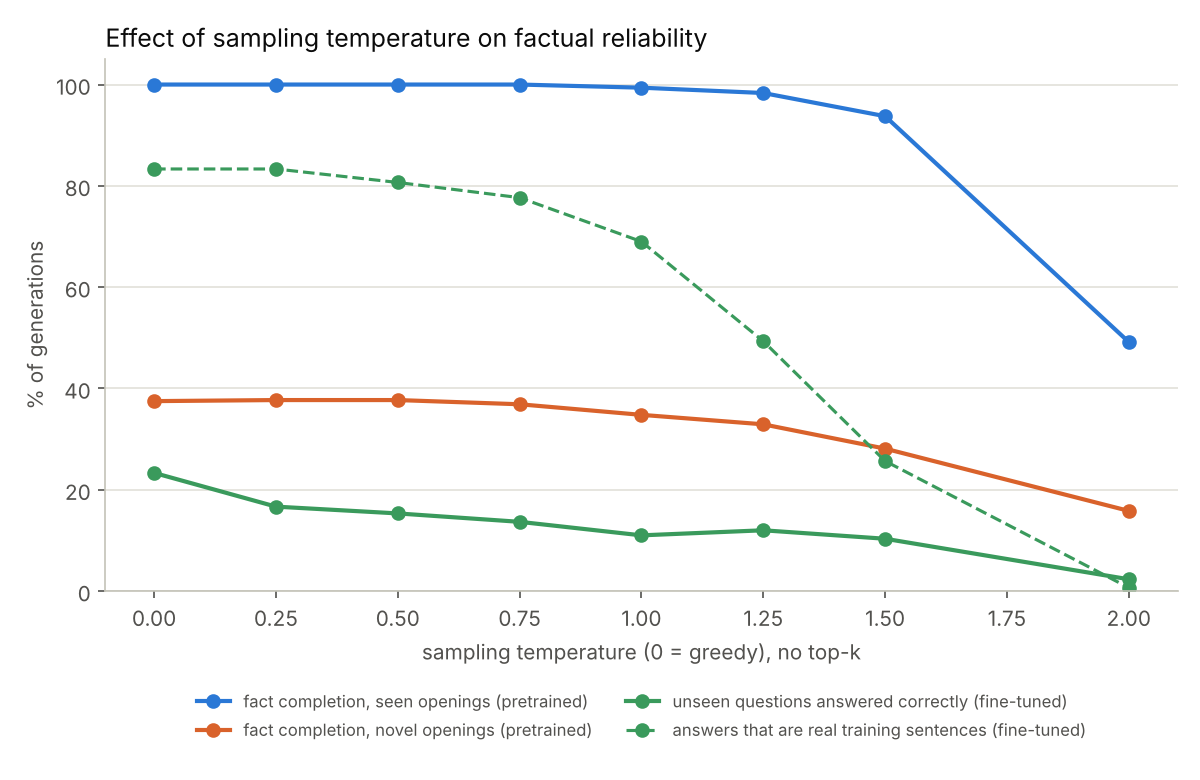 Effect of sampling temperature on factual reliability
% of generations
100
80
60
40
20
0
0.00 0.25 0.50 0.75 1.00 1.25 1.50 1.75 2.00
sampling temperature (0 = greedy), no top-k
fact completion, seen openings (pretrained) unseen questions answered correctly (fine-tuned)
fact completion, novel openings (pretrained) answers that are real training sentences (fine-tuned)